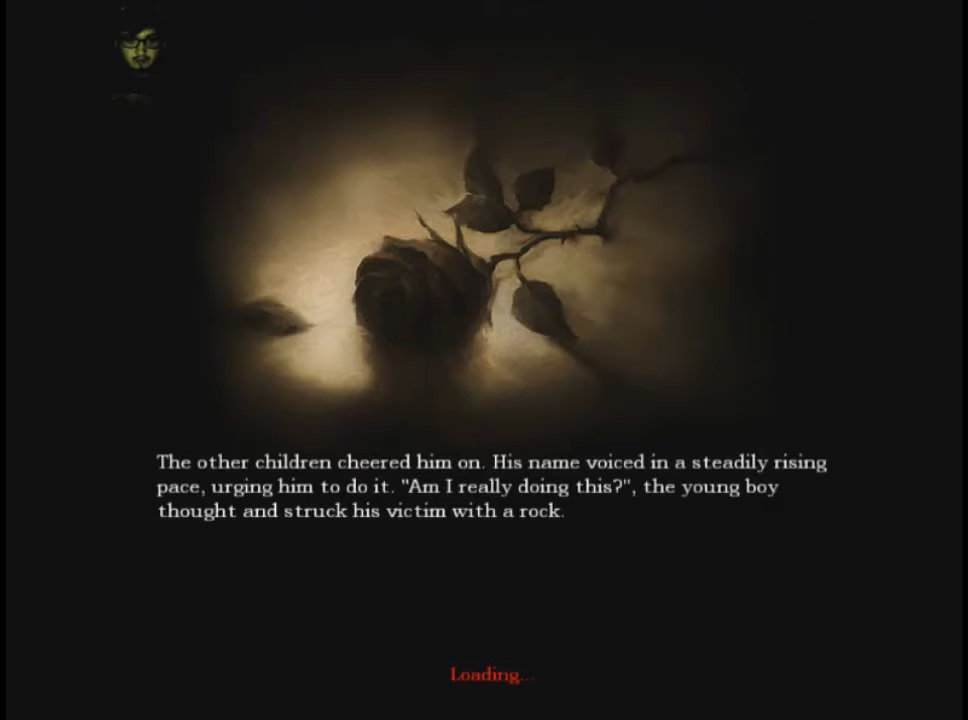 The other children cheered him on. His name voiced in a steadily rising
pace, urging him to do it. "Am I really doing this?", the young boy
thought and struck his victim with a rock.
Loading...